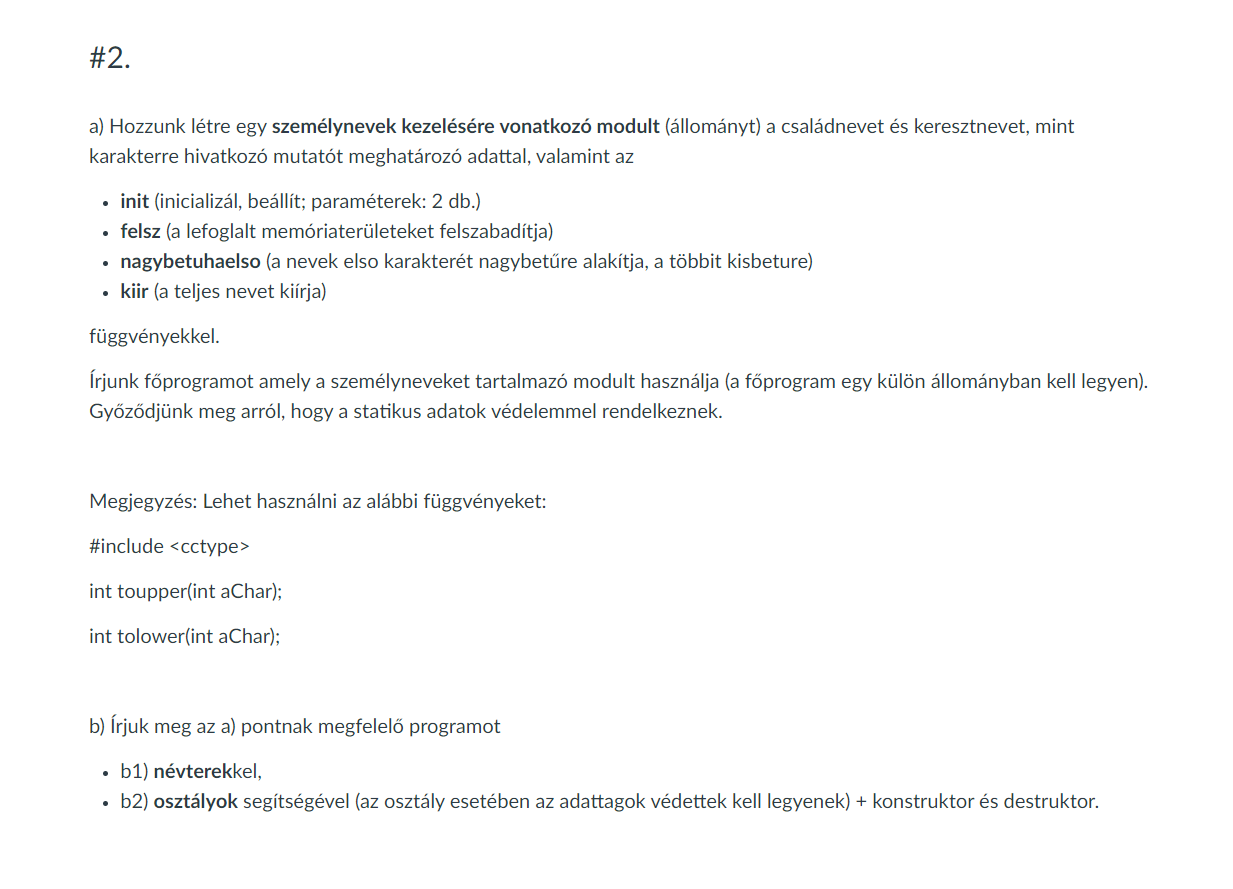 #2.
a) Hozzunk létre egy személynevek kezelésére vonatkozó modult (állományt) a családnevet és keresztnevet, mint
karakterre hivatkozó mutatót meghatározó adattal, valamint az
• init (inicializál, beállít; paraméterek: 2 db.)
• felsz (a lefoglalt memóriaterületeket felszabadítja)
• nagybetuhaelso (a nevek elso karakterét nagybetűre alakítja, a többit kisbeture)
• kiir (a teljes nevet kiírja)
függvényekkel.
Írjunk főprogramot amely a személyneveket tartalmazó modult használja (a főprogram egy külön állományban kell legyen).
Győződjünk meg arról, hogy a statikus adatok védelemmel rendelkeznek.
Megjegyzés: Lehet használni az alábbi függvényeket:
#include <cctype>
int toupper(int aChar);
int tolower(int aChar);
b) Írjuk meg az a) pontnak megfelelő programot
• b1) névterekkel,
• b2) osztályok segítségével (az osztály esetében az adattagok védettek kell legyenek) + konstruktor és destruktor.